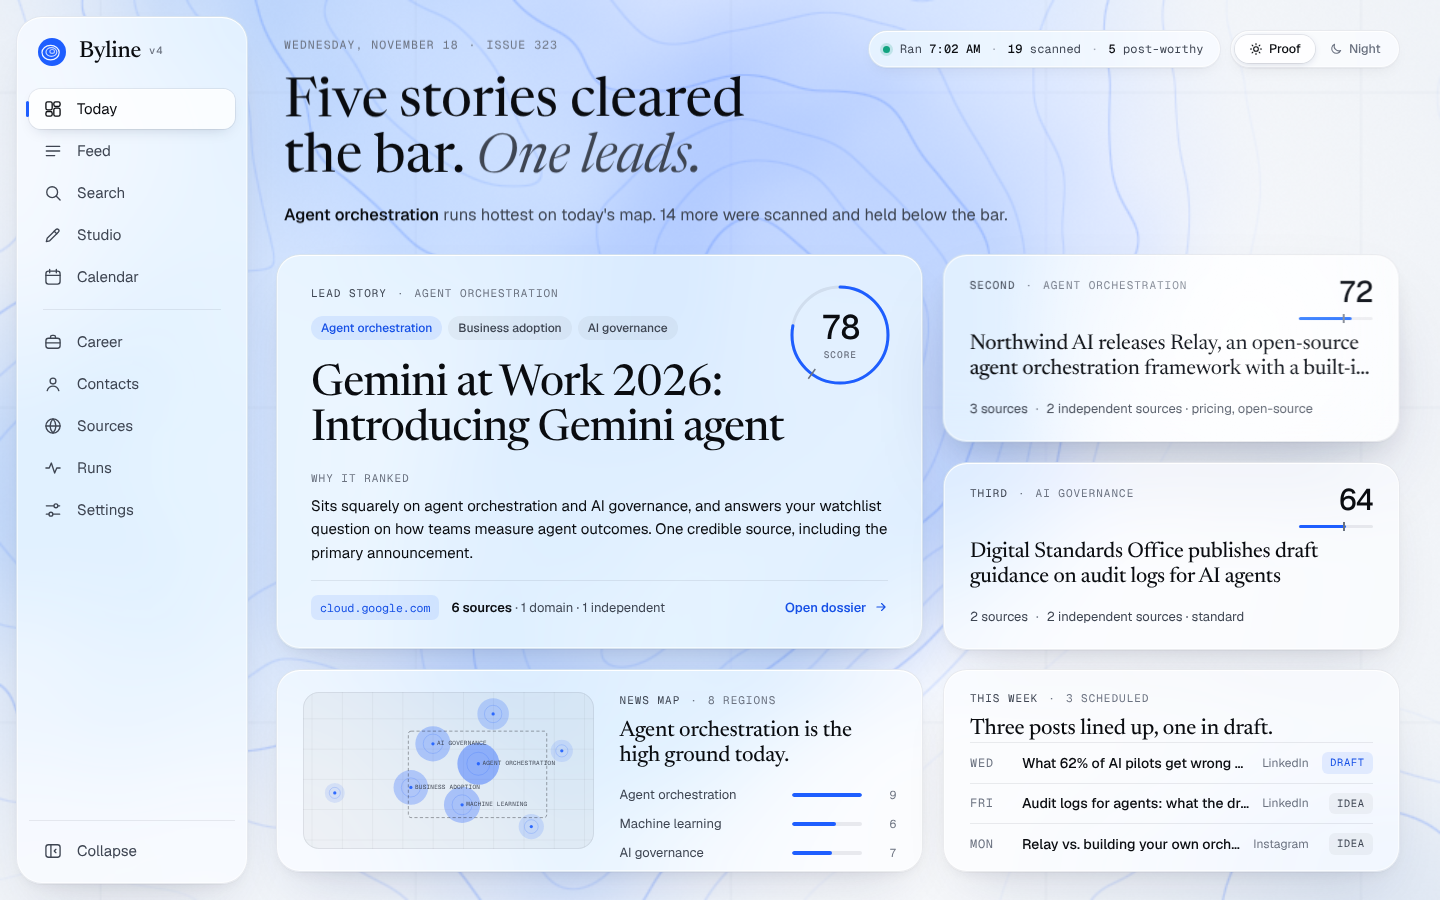 Byline v4
Today
Feed
Search
Studio
Calendar
Career
Contacts
Sources
Runs
Settings
Collapse
WEDNESDAY, NOVEMBER 18 · ISSUE 323
Five stories cleared
the bar. One leads.
Agent orchestration runs hottest on today's map. 14 more were scanned and held below the bar.
Ran 7:02 AM · 19 scanned · 5 post-worthy
Proof
Night
LEAD STORY · AGENT ORCHESTRATION
Agent orchestration
Business adoption
AI governance
78
SCORE
Gemini at Work 2026:
Introducing Gemini agent
WHY IT RANKED
Sits squarely on agent orchestration and AI governance, and answers your watchlist
question on how teams measure agent outcomes. One credible source, including the
primary announcement.
cloud.google.com
6 sources · 1 domain · 1 independent
Open dossier →
SECOND · AGENT ORCHESTRATION
72
Northwind AI releases Relay, an open-source
agent orchestration framework with a built-i...
3 sources · 2 independent sources · pricing, open-source
THIRD · AI GOVERNANCE
64
Digital Standards Office publishes draft
guidance on audit logs for AI agents
2 sources · 2 independent sources · standard
AI GOVERNANCE
AGENT ORCHESTRATION
BUSINESS ADOPTION
MACHINE LEARNING
NEWS MAP · 8 REGIONS
Agent orchestration is the
high ground today.
Agent orchestration 9
Machine learning 6
AI governance 7
THIS WEEK · 3 SCHEDULED
Three posts lined up, one in draft.
WED What 62% of AI pilots get wrong ... LinkedIn DRAFT
FRI Audit logs for agents: what the dr... LinkedIn IDEA
MON Relay vs. building your own orch... Instagram IDEA